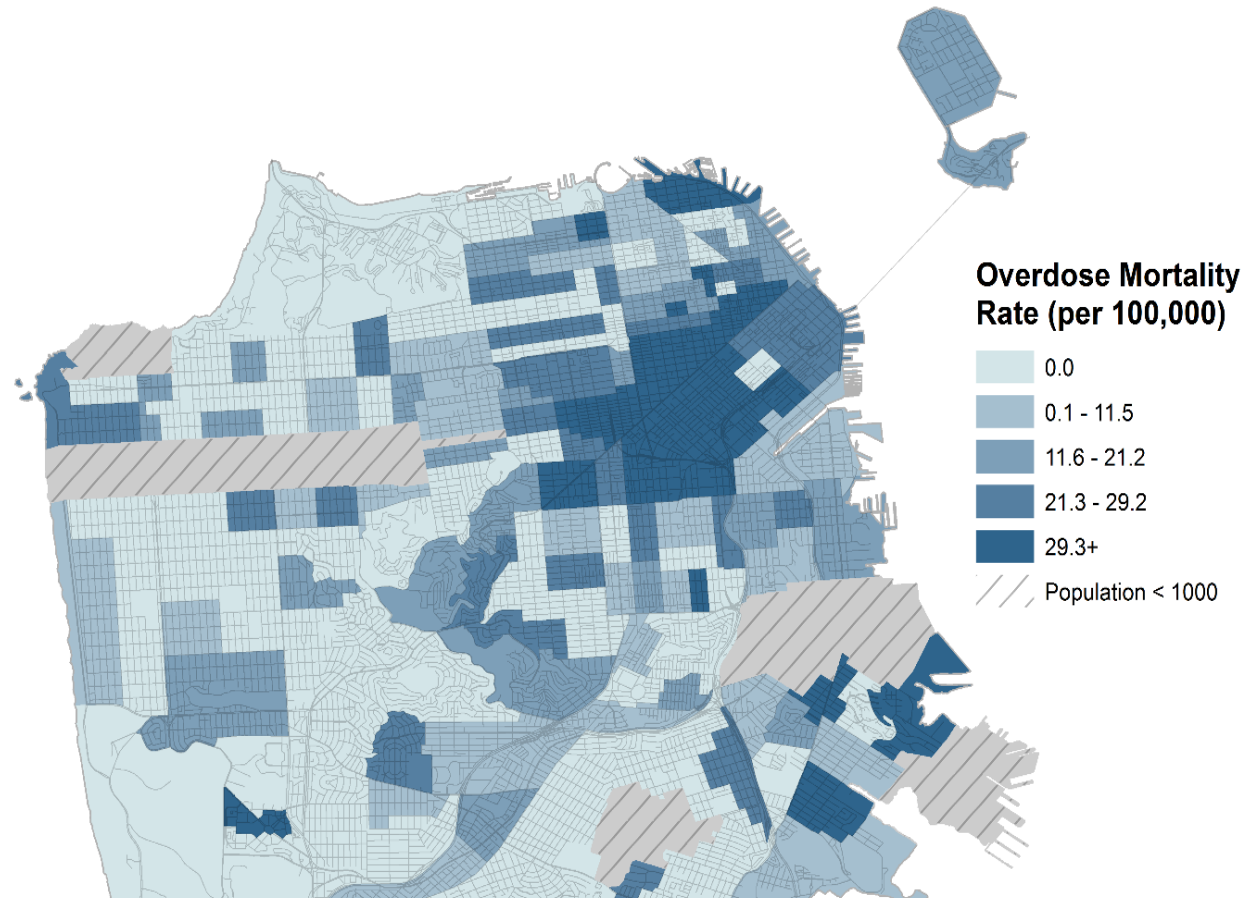 Overdose Mortality
Rate (per 100,000)
0.0
0.1 - 11.5
11.6 - 21.2
21.3 - 29.2
29.3+
Population < 1000